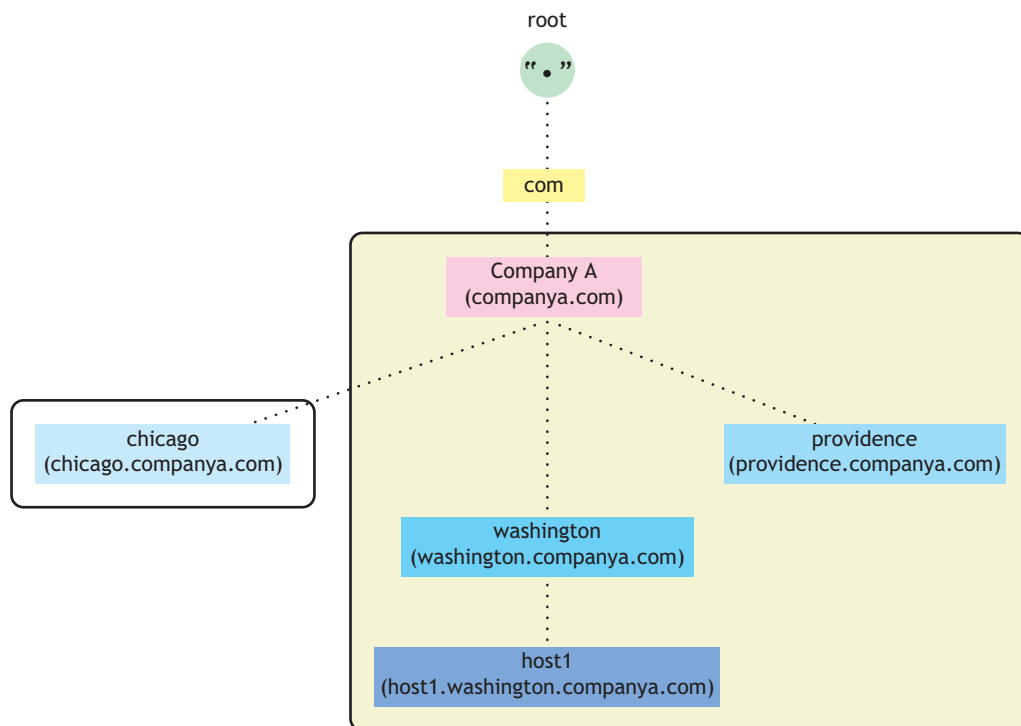 root
“.”
com
Company A
(companya.com)
chicago
(chicago.companya.com)
providence
(providence.companya.com)
washington
(washington.companya.com)
host1
(host1.washington.companya.com)